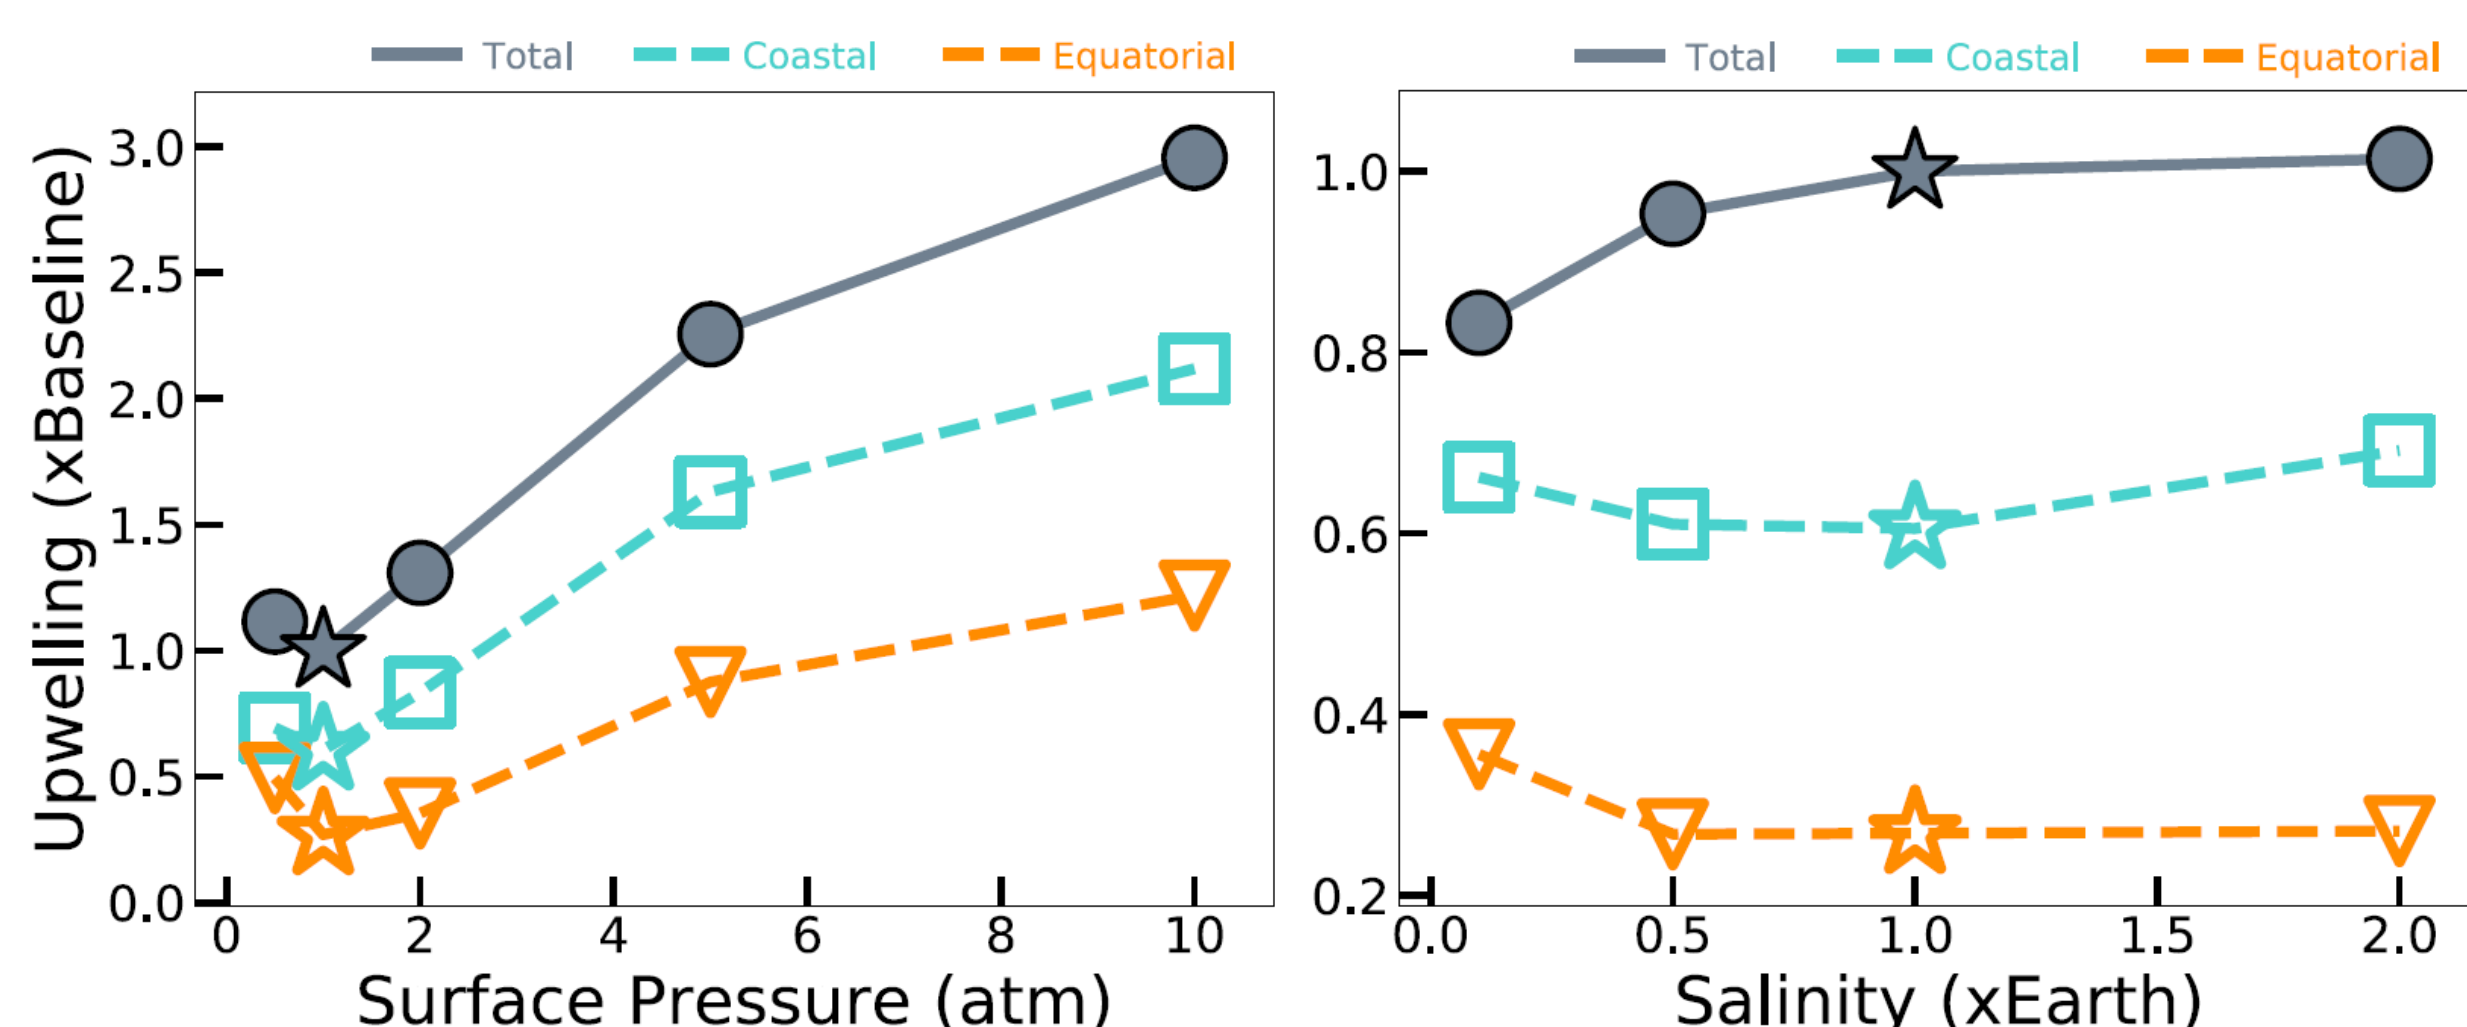 Total Coastal Equatorial
Upwelling (xBaseline)
3.0
2.5
2.0
1.5
1.0
0.5
0.0
0 2 4 6 8 10
Surface Pressure (atm)
Total Coastal Equatorial
1.0
0.8
0.6
0.4
0.2
0.0 0.5 1.0 1.5 2.0
Salinity (xEarth)